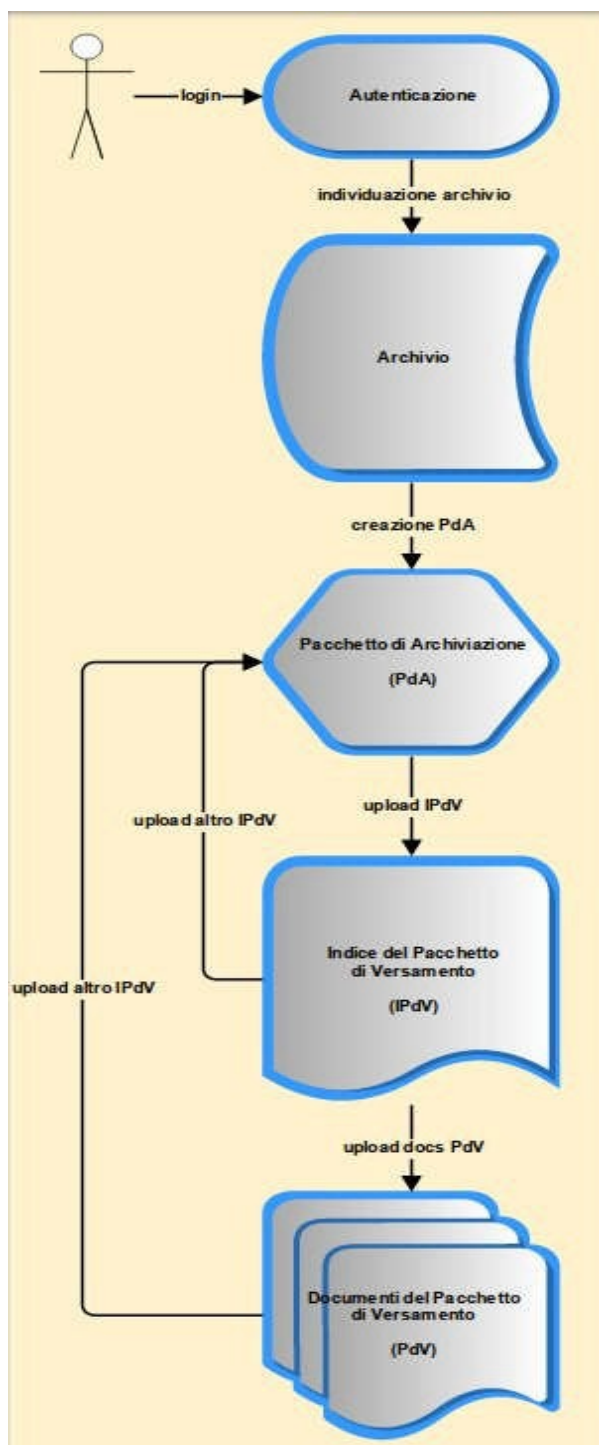 login
Autenticazione
individuazione archivio
Archivio
creazione PdA
Pacchetto di Archiviazione
(PdA)
upload IPdV
upload altro IPdV
Indice del Pacchetto
di Versamento
(IPdV)
upload altro IPdV
upload docs PdV
Documenti del Pacchetto
di Versamento
(PdV)